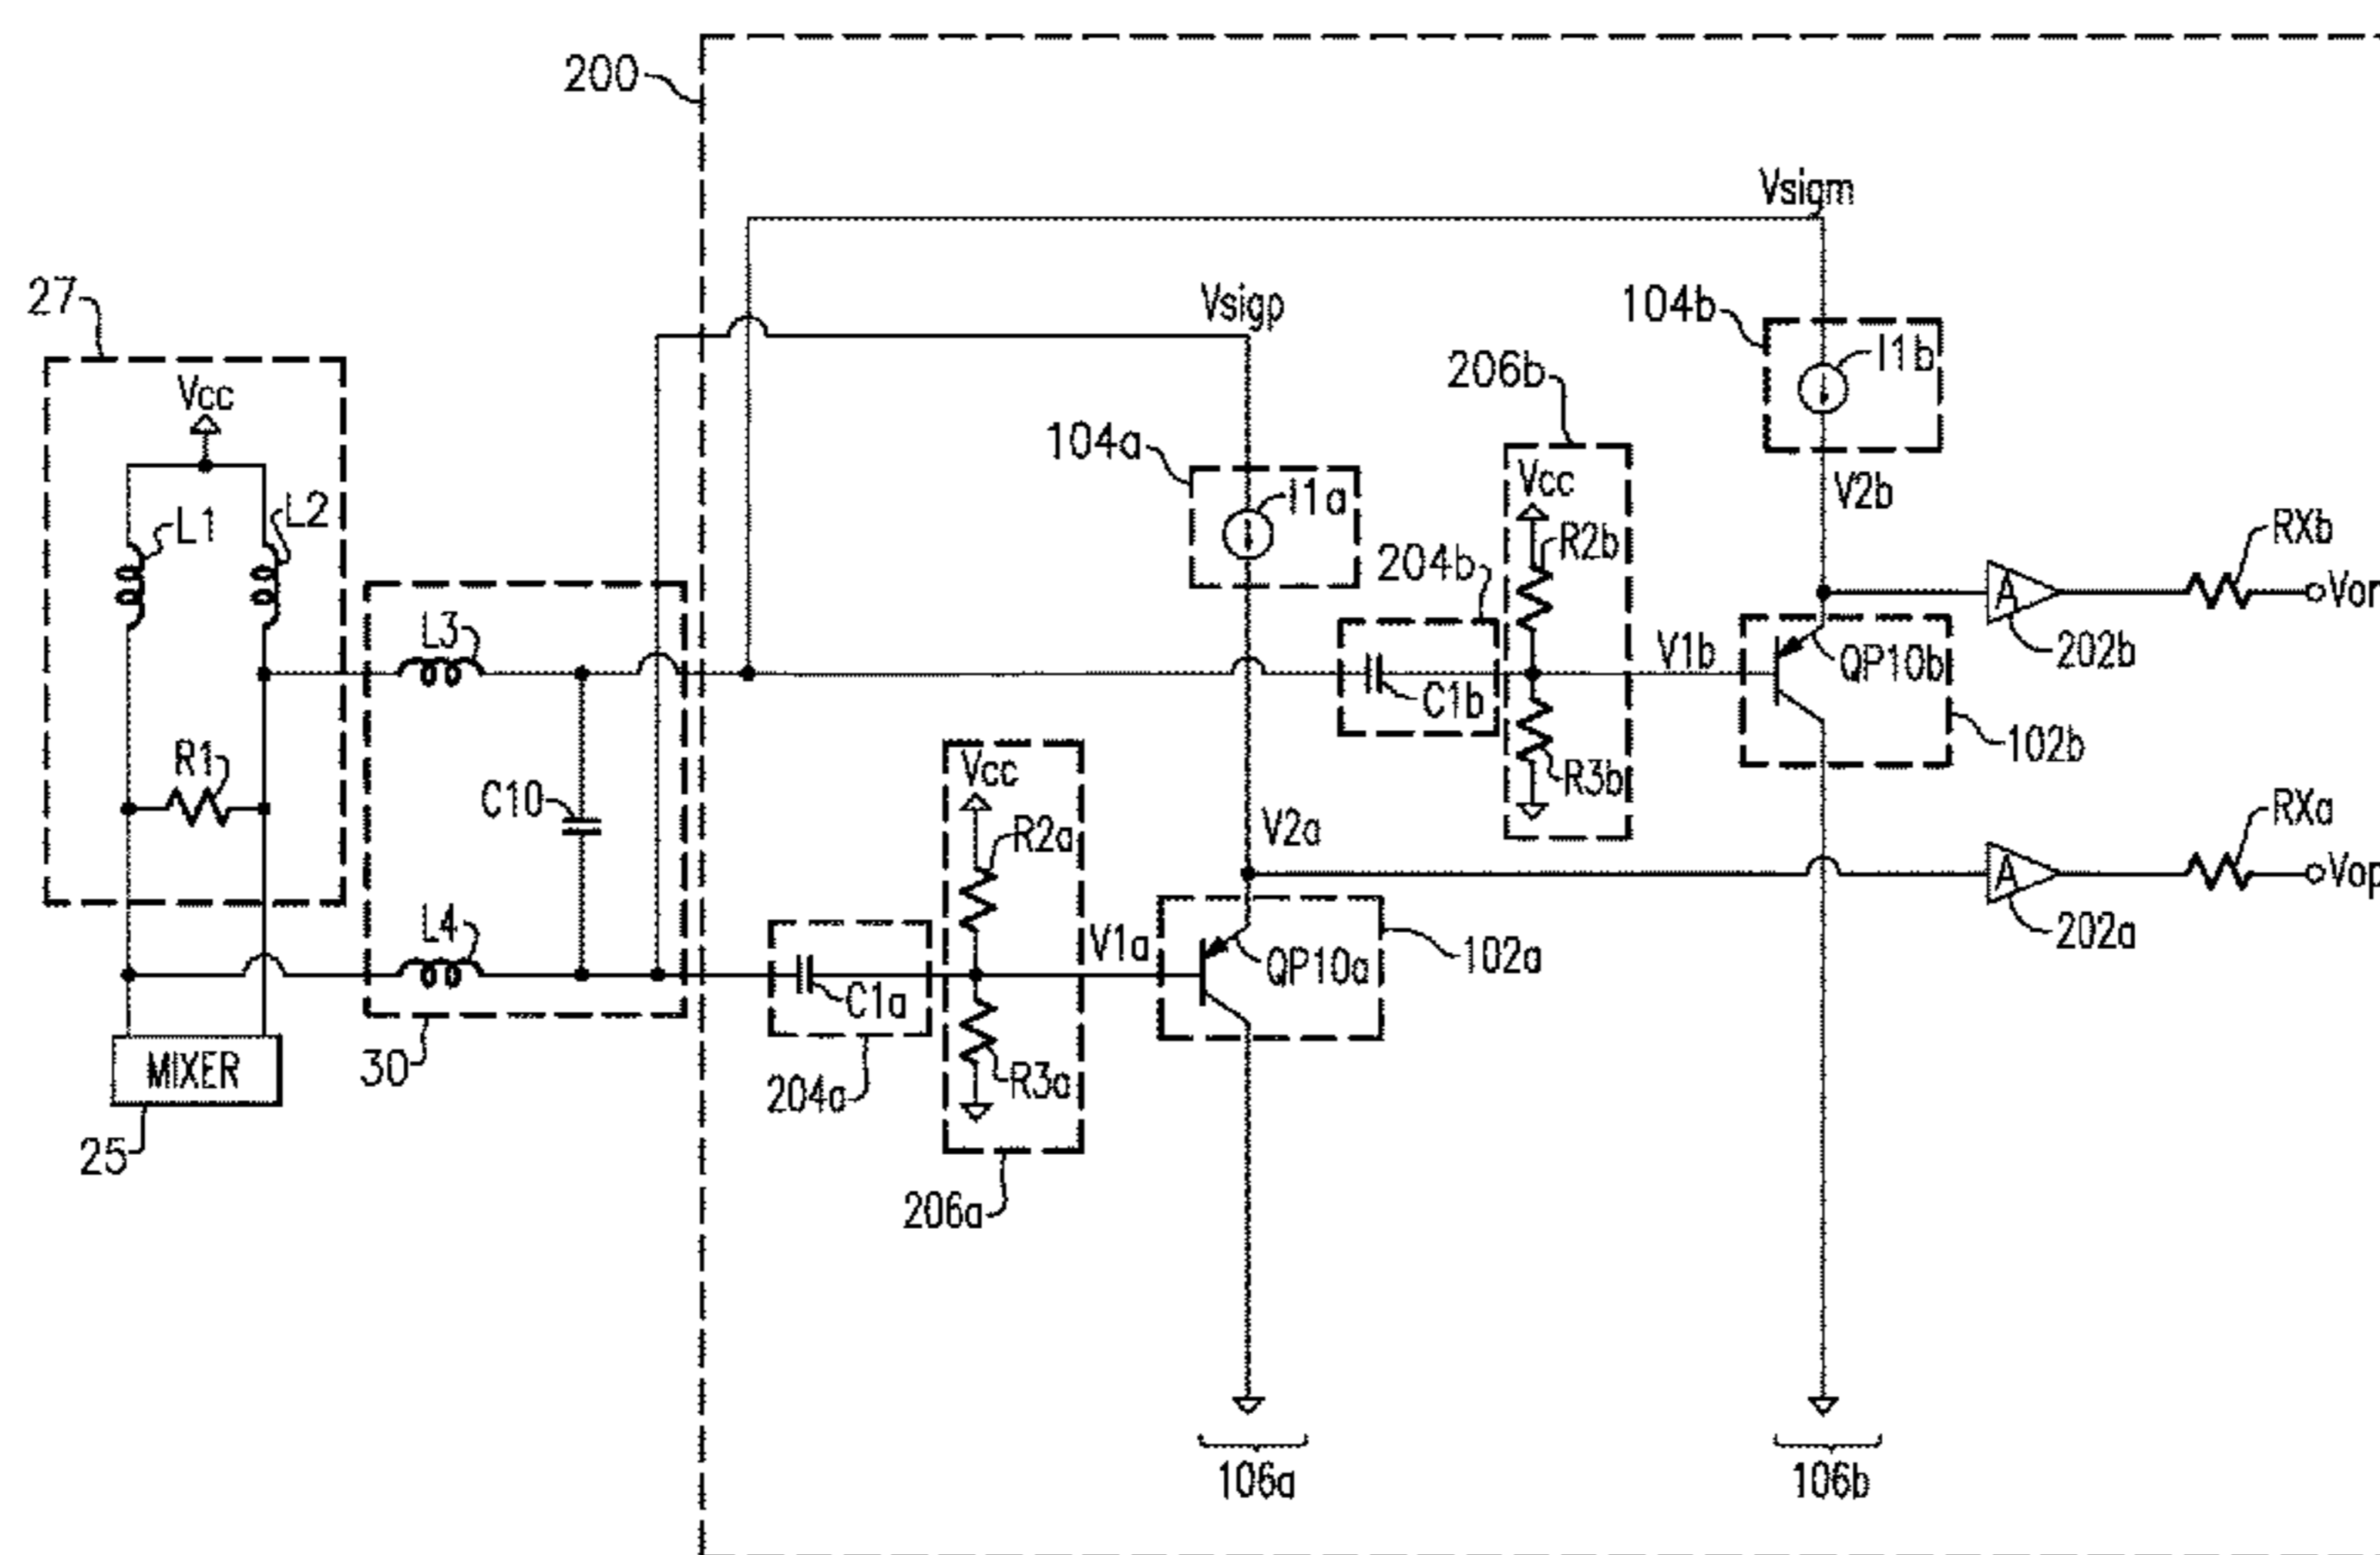 200
Vsigm
27
Vsigp
104b
I1b
206b
Vcc
104a
Vcc
V2b
I1a
L1
L2
R2b
RXb
204b
A
Von
L3
V1b
202b
QP10b
C1b
R1
102b
Vcc
R3b
C10
RXa
V2a
R2a
A
Vop
L4
V1a
202a
QP10a
102a
C1a
MIXER
30
R3a
204a
25
206a
106a
106b